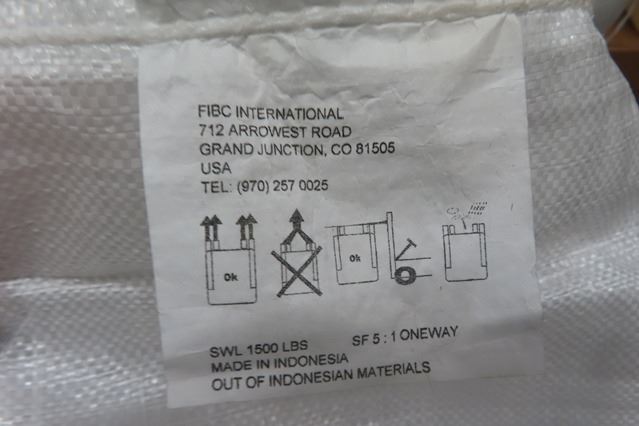 FIBC INTERNATIONAL
712 ARROWEST ROAD
GRAND JUNCTION, CO 81505
USA
TEL: (970) 257 0025
Ok
Ok
SWL 1500 LBS SF 5 : 1 ONEWAY
MADE IN INDONESIA
OUT OF INDONESIAN MATERIALS